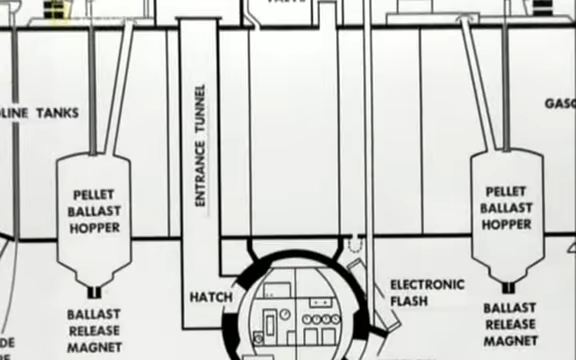 LINE TANKS
ENTRANCE TUNNEL
GASO
PELLET
BALLAST
HOPPER
PELLET
BALLAST
HOPPER
HATCH
ELECTRONIC
FLASH
BALLAST
RELEASE
MAGNET
BALLAST
RELEASE
MAGNET